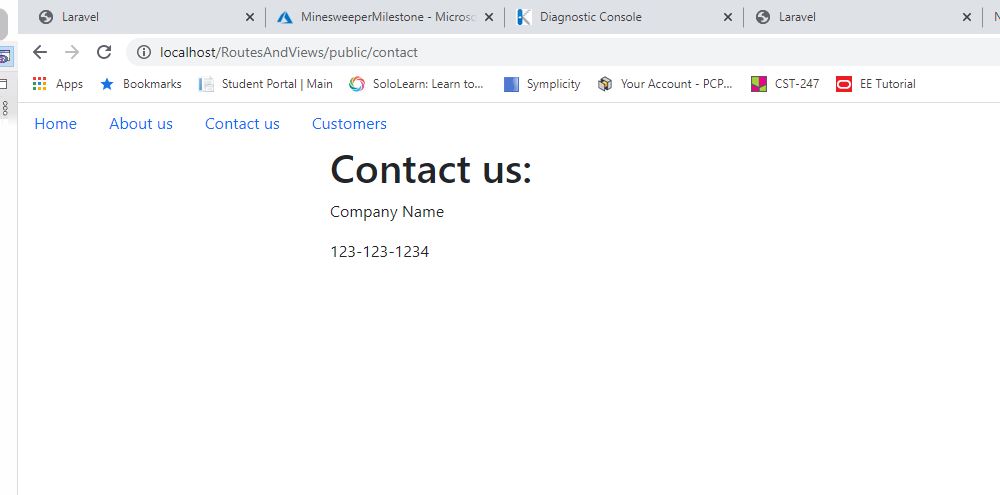 Laravel MinesweeperMilestone - Microsc Diagnostic Console Laravel
localhost/RoutesAndViews/public/contact
Apps Bookmarks Student Portal | Main SoloLearn: Learn to... Symplicity Your Account - PCP... CST-247 EE Tutorial
Home About us Contact us Customers
Contact us:
Company Name
123-123-1234